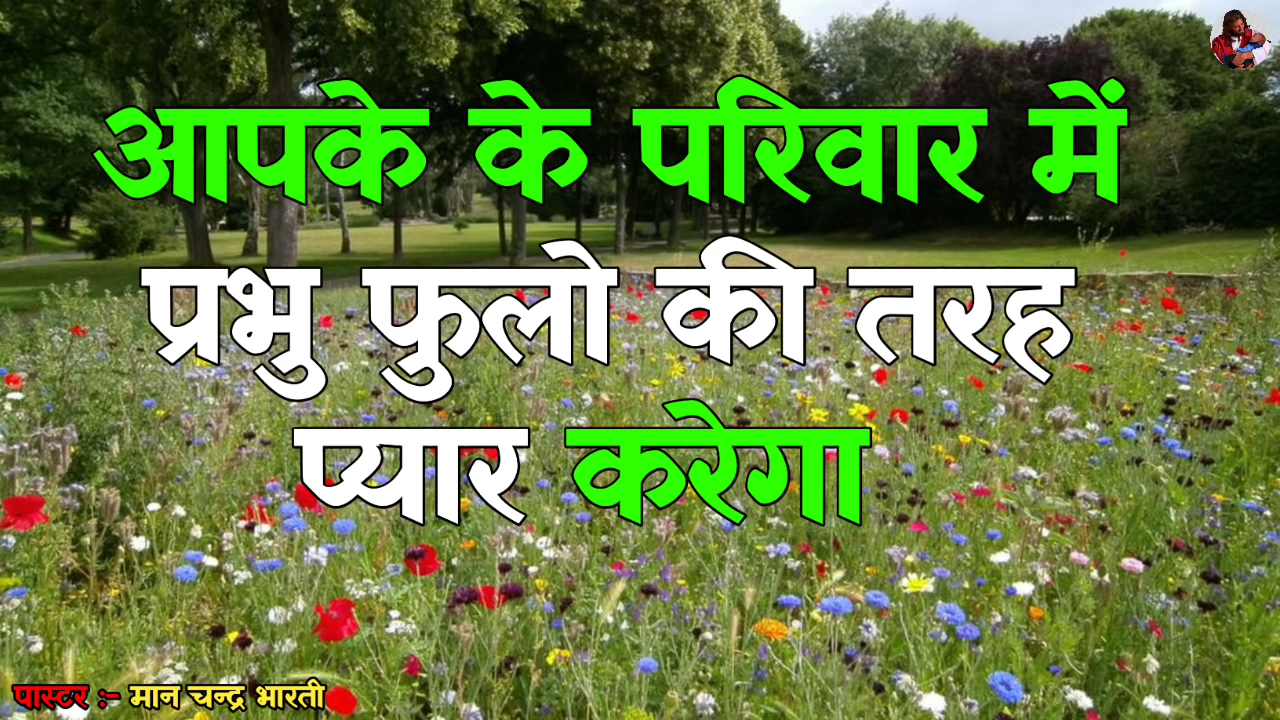 आपके के परिवार में
प्रभु फुलो की तरह
प्यार करेगा
पास्टर :- मान चन्द्र भारती